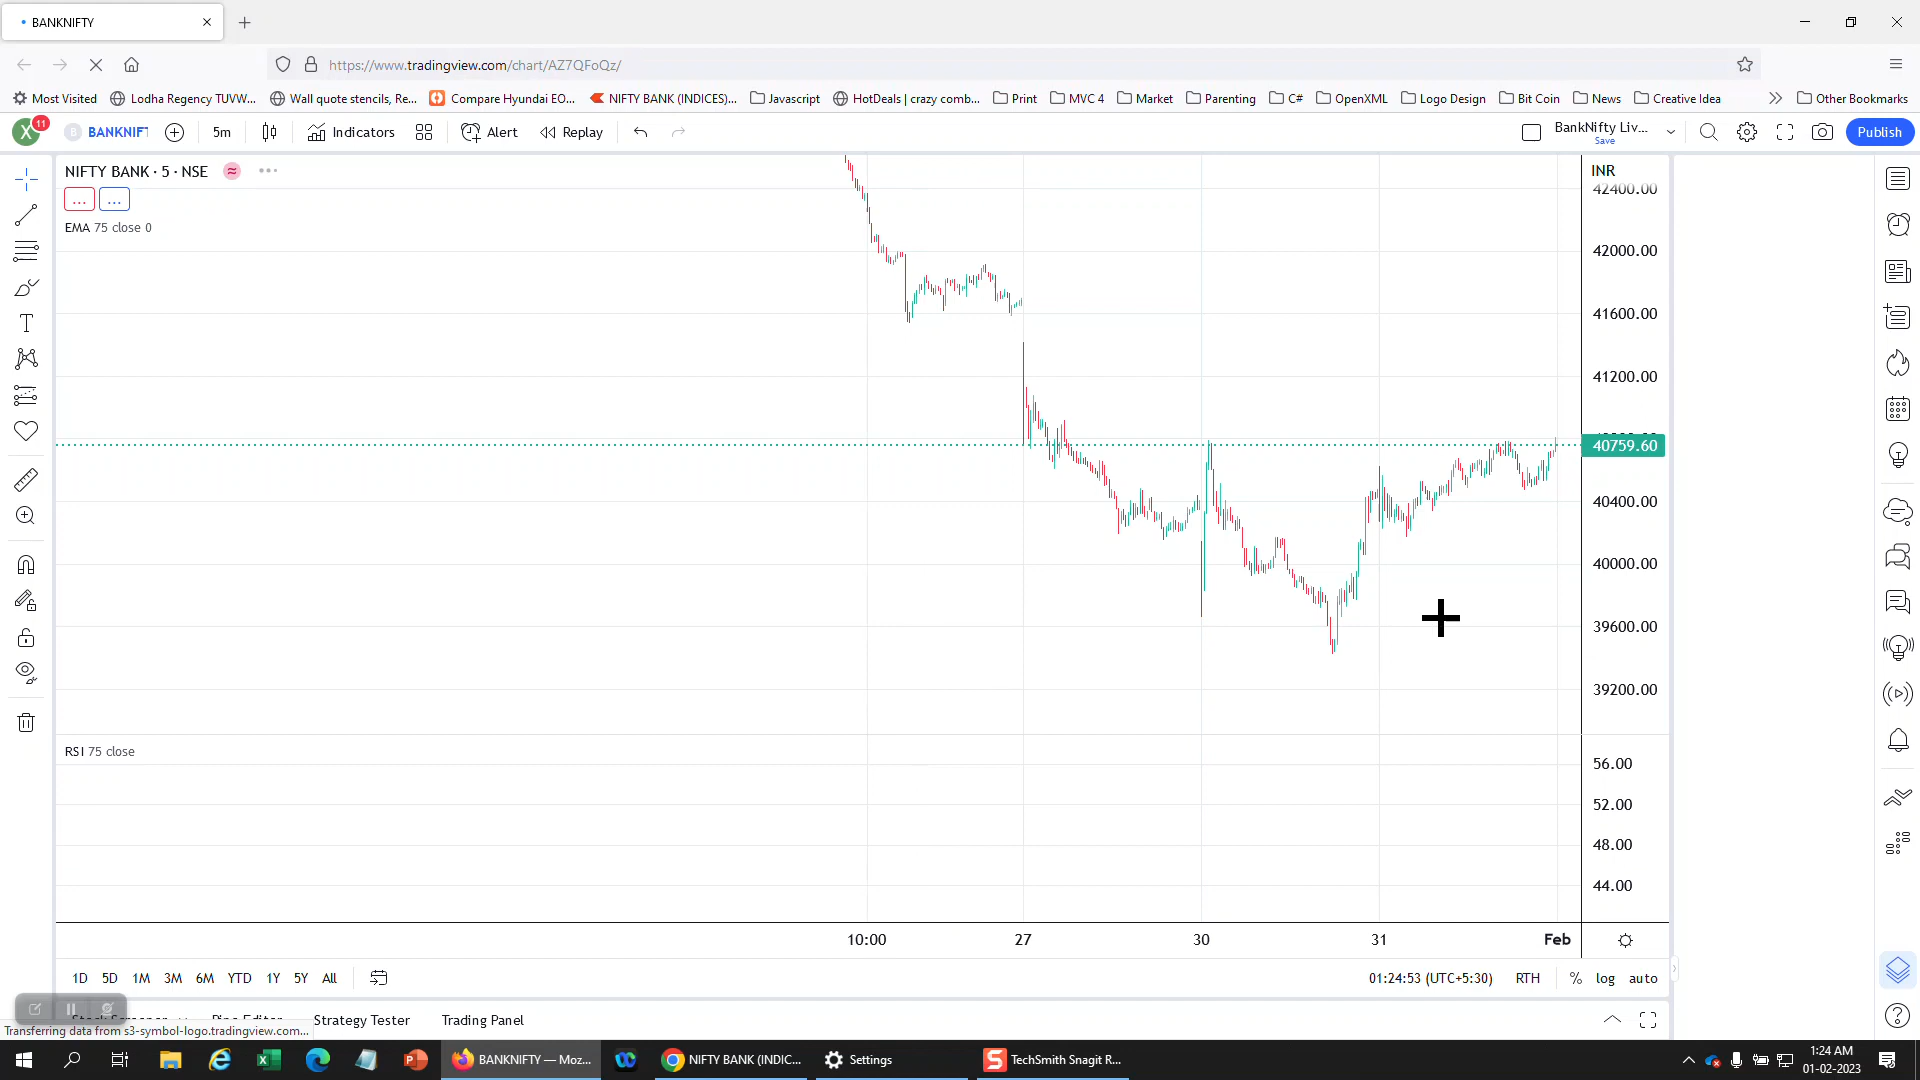 BANKNIFTY
https://www.tradingview.com/chart/AZ7QFoQz/
Most Visited
Lodha Regency TUVW...
Wall quote stencils, Re...
Compare Hyundai EO...
NIFTY BANK (INDICES)...
Javascript
HotDeals | crazy comb...
Print
MVC 4
Market
Parenting
C#
OpenXML
Logo Design
Bit Coin
News
Creative Idea
Other Bookmarks
X
11
B
BANKNIFT
5m
Indicators
Alert
Replay
BankNifty Liv...
Save
Publish
NIFTY BANK · 5 · NSE
INR
...
...
EMA 75 close 0
42400.00
42000.00
41600.00
41200.00
40759.60
40400.00
40000.00
39600.00
39200.00
RSI 75 close
56.00
52.00
48.00
44.00
10:00
27
30
31
Feb
1D
5D
1M
3M
6M
YTD
1Y
5Y
All
01:24:53 (UTC+5:30)
RTH
%
log
auto
Strategy Tester
Trading Panel
Transferring data from s3-symbol-logo.tradingview.com...
BANKNIFTY — Moz...
NIFTY BANK (INDIC...
Settings
TechSmith Snagit R...
1:24 AM
01-02-2023